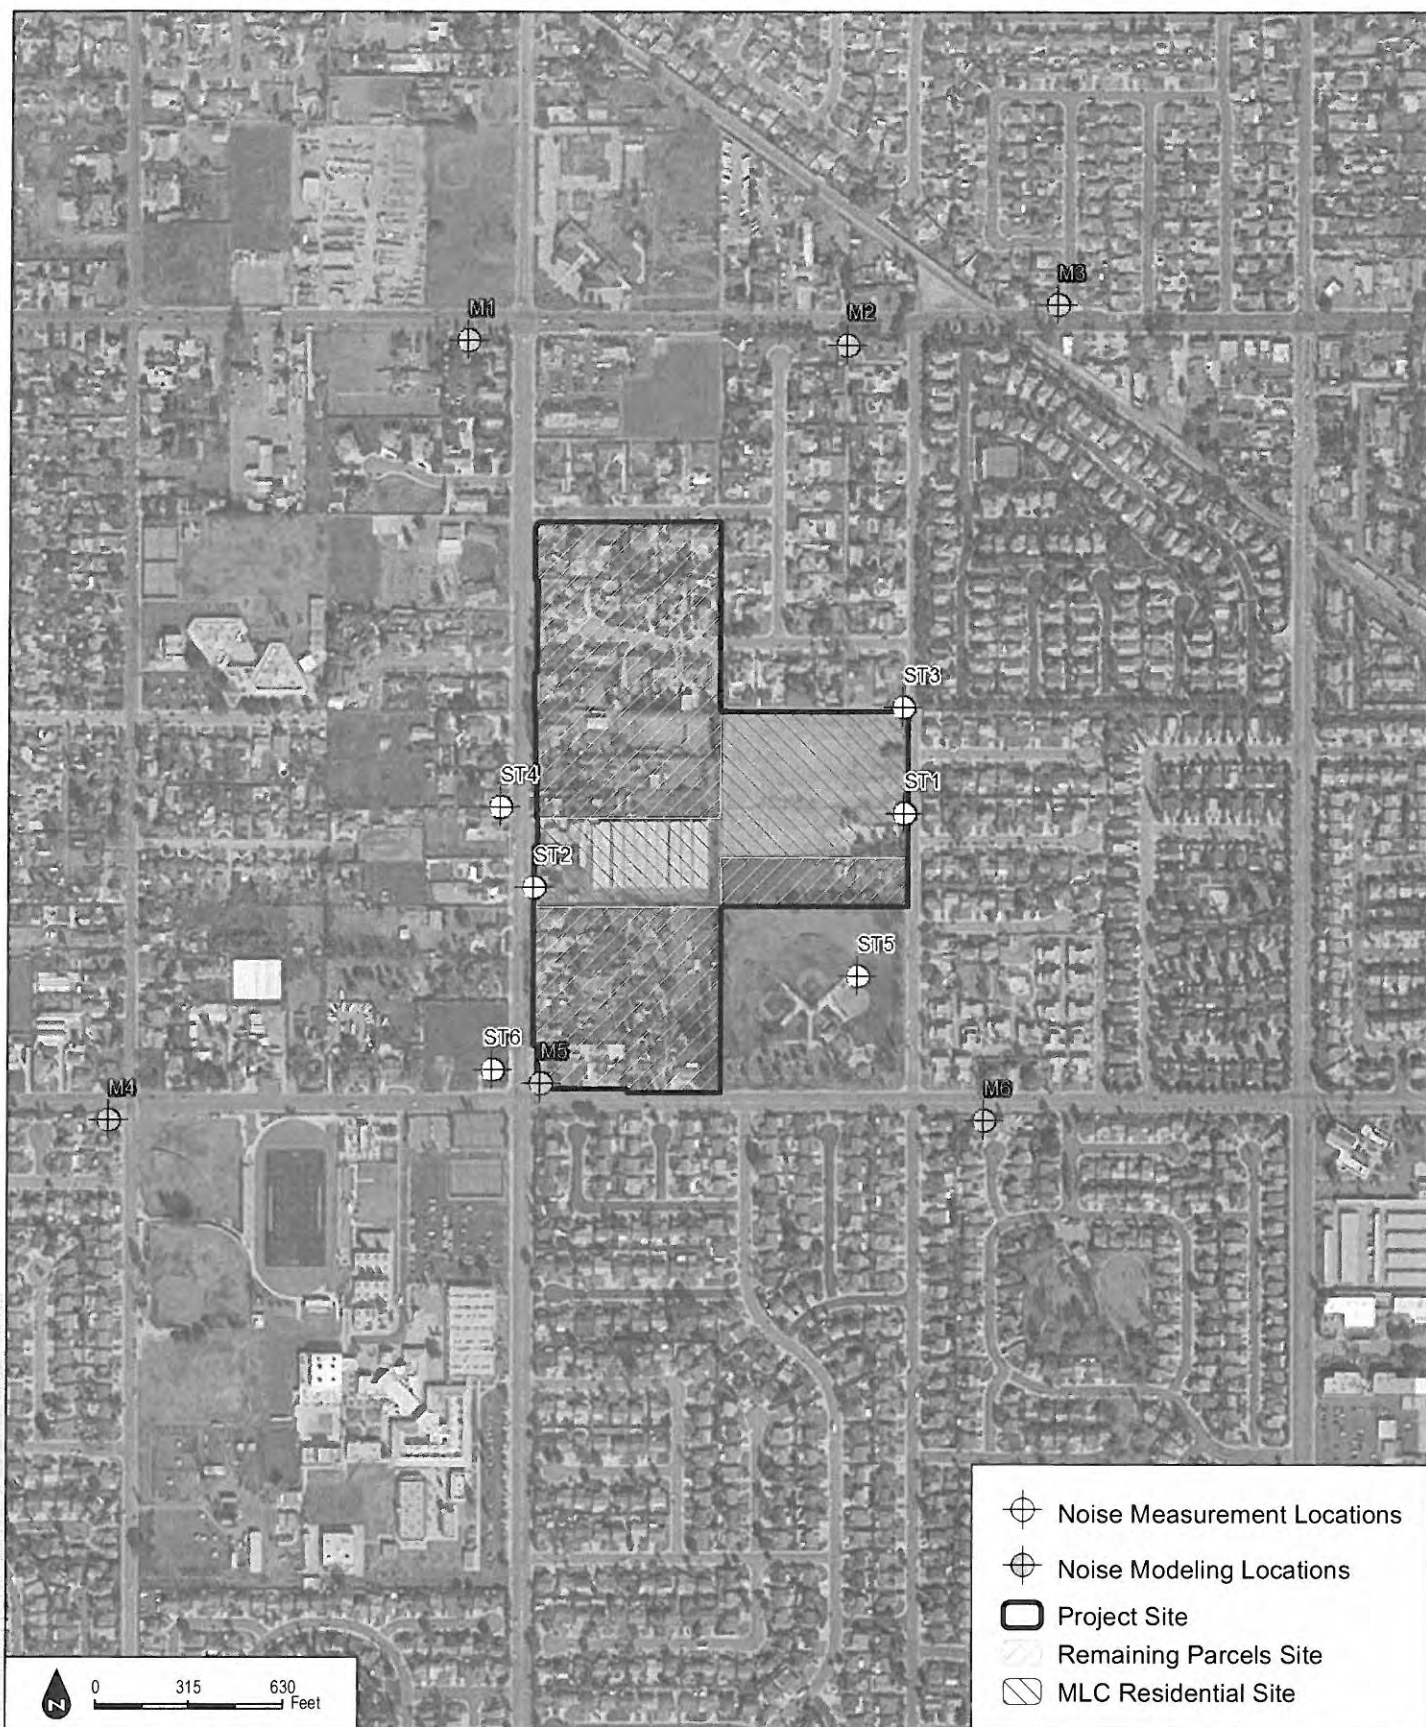 M3
M1
M2
ST3
ST4
ST1
ST2
ST5
ST6
M5
M4
M6
Noise Measurement Locations
Noise Modeling Locations
Project Site
Remaining Parcels Site
MLC Residential Site
N
0 315 630
Feet